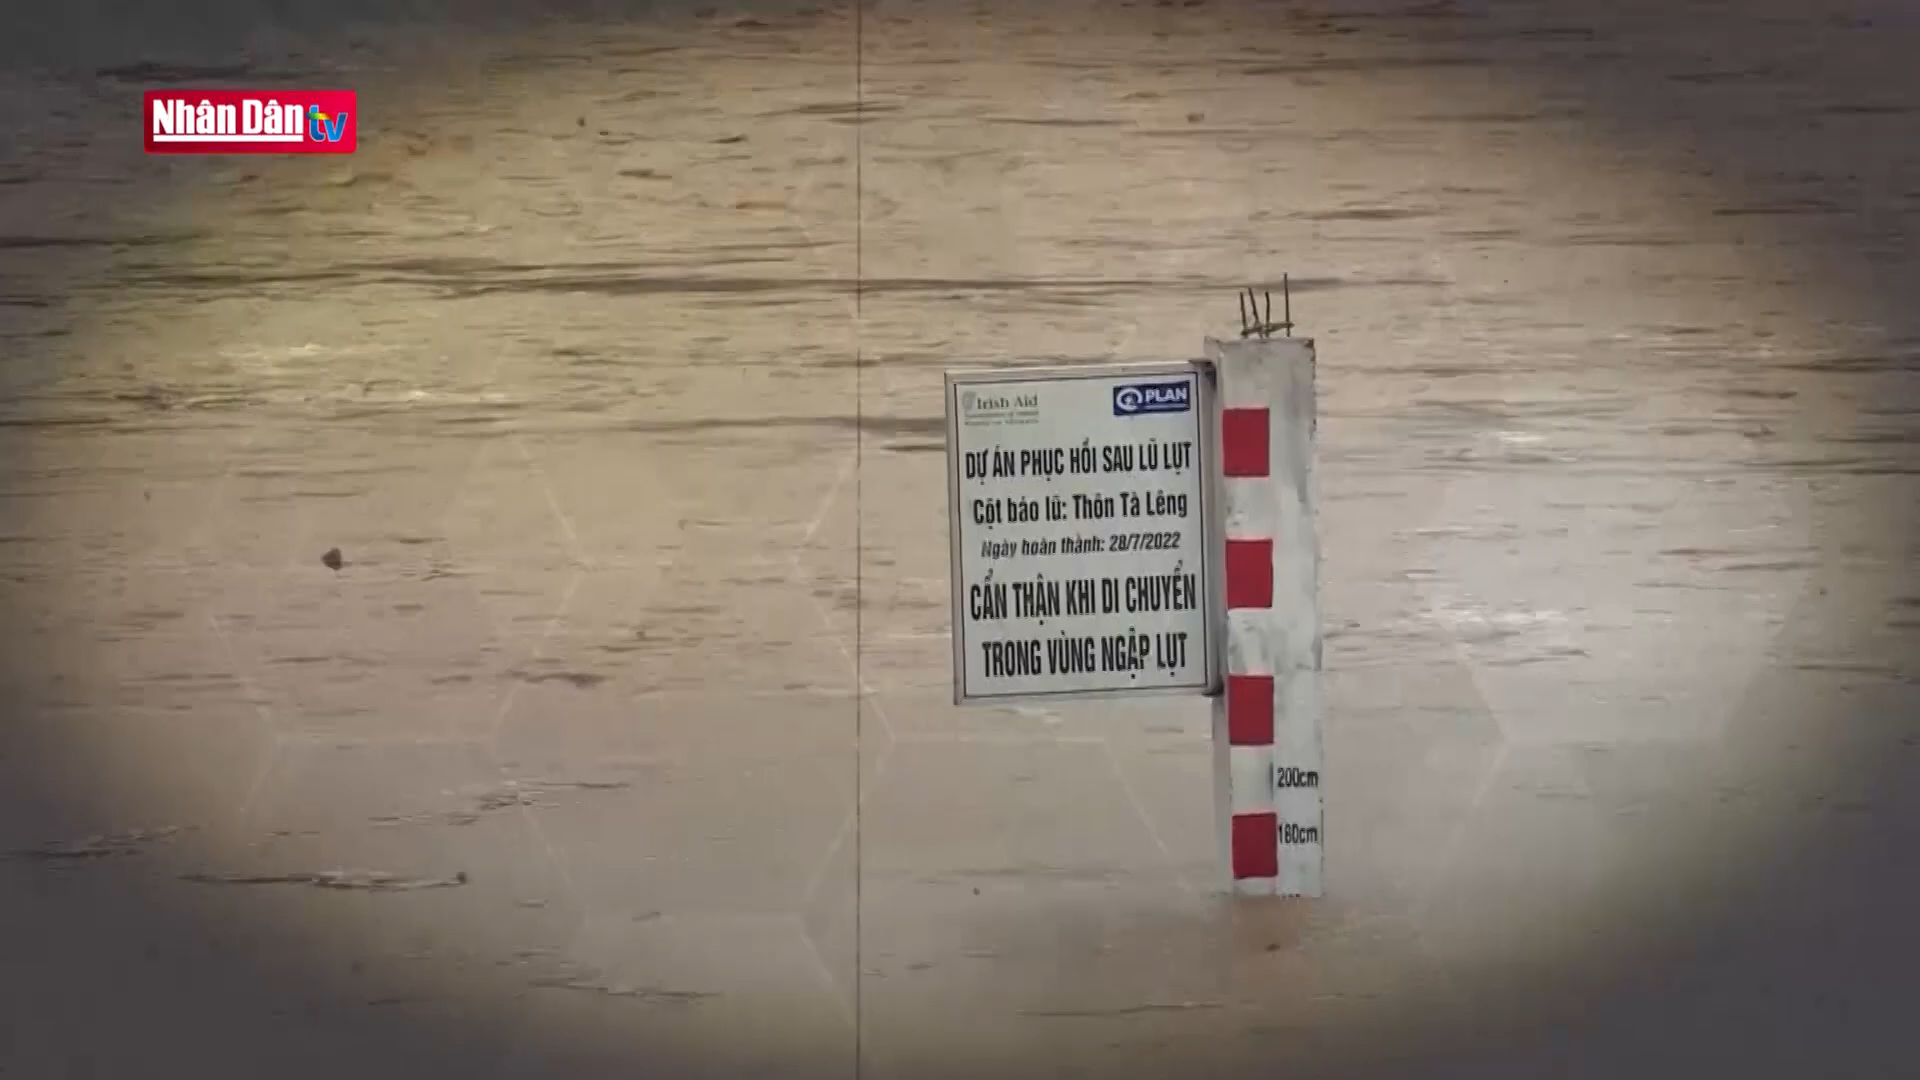 Nhân Dân tv
Irish Aid
PLAN
DỰ ÁN PHỤC HỒI SAU LŨ LỤT
Cột báo lũ: Thôn Tà Lêng
Ngày hoàn thành: 28/7/2022
CẨN THẬN KHI DI CHUYỂN
TRONG VÙNG NGẬP LỤT
200cm
180cm